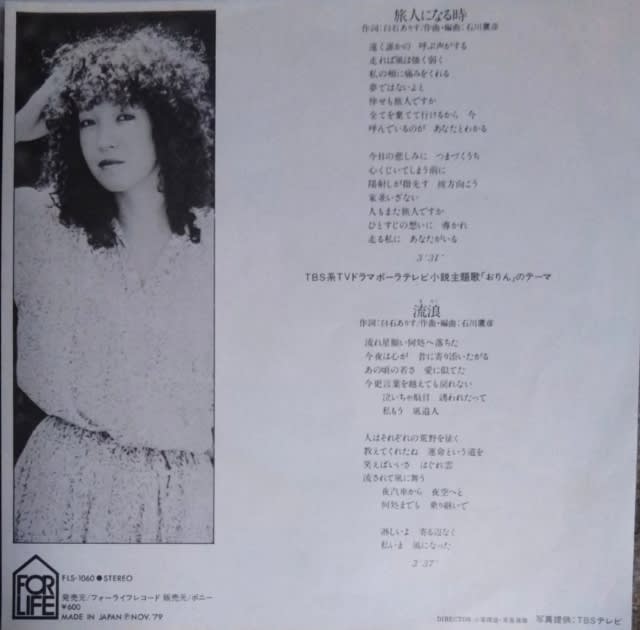 旅人になる時
作詞:白石ありす/作曲・編曲:石川鷹彦
遠く誰かの 呼ぶ声がする
走れば風は強く弱く
私の頬に痛みをくれる
夢ではないよと
倖せも旅人ですか
全てを棄てて行けるから 今
呼んでいるのが あなたとわかる
今日の悲しみに つまづくうち
心くじいてしまう前に
陽射しが指先す 彼方向こう
家並いざない
人もまた旅人ですか
ひとすじの想いに 導かれ
走る私に あなたがいる
3'31"
TBS系TVドラマポーラテレビ小説主題歌「おりん」のテーマ
流浪
作詞:白石ありす/作曲・編曲:石川鷹彦
流れ星願い何処へ落ちた
今夜は心が 昔に寄り添いたがる
あの頃の若さ 愛に似てた
今更言葉を越えても戻れない
泣いちゃ駄目 誘われたって
私もう 風道人
人はそれぞれの荒野を征く
教えてくれたね 運命という道を
笑えばいいさ はぐれ雲
流されて風に舞う
夜汽車から 夜空へと
何処までも 乗り継いで
淋しいよ 寄る辺なく
私いま 風になった
3'37"
FOR
LIFE
FLS-1060●STEREO
発売元/フォーライフレコード 販売元/ポニー
¥600
MADE IN JAPAN ℗NOV.'79
DIRECTOR
写真提供:TBSテレビ